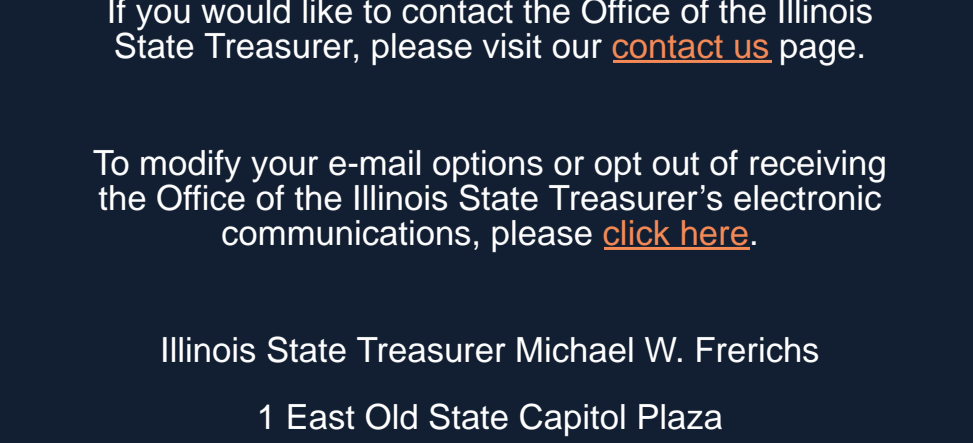 If you would like to contact the Office of the Illinois
State Treasurer, please visit our contact us page.
To modify your e-mail options or opt out of receiving
the Office of the Illinois State Treasurer’s electronic
communications, please click here.
Illinois State Treasurer Michael W. Frerichs
1 East Old State Capitol Plaza